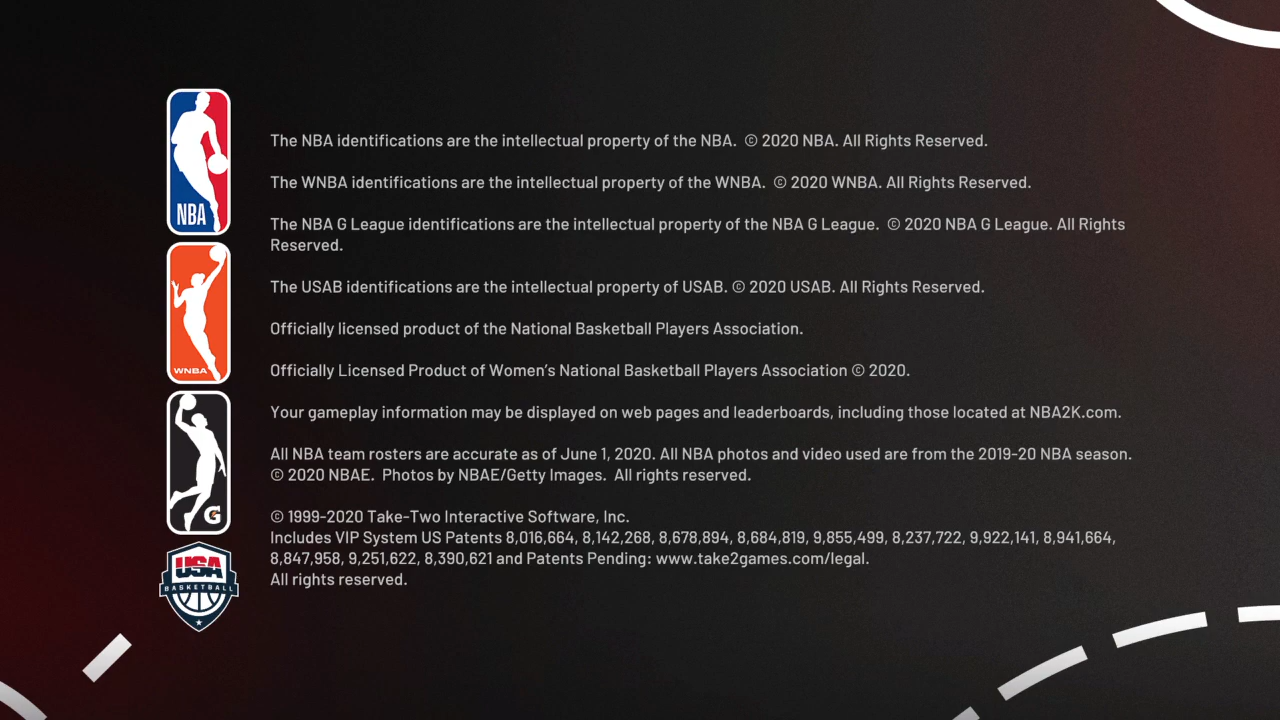 NBA
The NBA identifications are the intellectual property of the NBA.  © 2020 NBA. All Rights Reserved.
The WNBA identifications are the intellectual property of the WNBA.  © 2020 WNBA. All Rights Reserved.
The NBA G League identifications are the intellectual property of the NBA G League.  © 2020 NBA G League. All Rights
Reserved.
WNBA
The USAB identifications are the intellectual property of USAB. © 2020 USAB. All Rights Reserved.
Officially licensed product of the National Basketball Players Association.
Officially Licensed Product of Women’s National Basketball Players Association © 2020.
Your gameplay information may be displayed on web pages and leaderboards, including those located at NBA2K.com.
G
All NBA team rosters are accurate as of June 1, 2020. All NBA photos and video used are from the 2019-20 NBA season.
© 2020 NBAE.  Photos by NBAE/Getty Images.  All rights reserved.
© 1999-2020 Take-Two Interactive Software, Inc.
Includes VIP System US Patents 8,016,664, 8,142,268, 8,678,894, 8,684,819, 9,855,499, 8,237,722, 9,922,141, 8,941,664,
8,847,958, 9,251,622, 8,390,621 and Patents Pending: www.take2games.com/legal.
All rights reserved.
USA
BASKETBALL